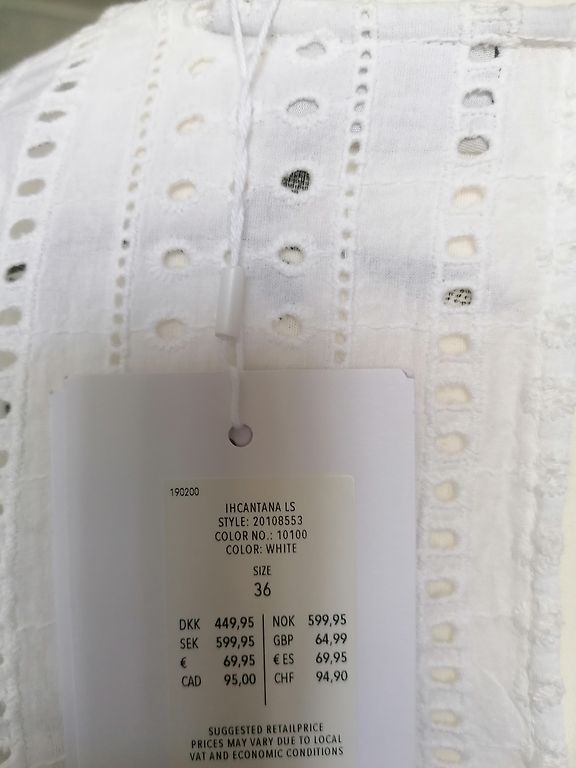 190200
IHCANTANA LS
STYLE: 20108553
COLOR NO.: 10100
COLOR: WHITE
SIZE
36
DKK 449,95 NOK 599,95
SEK 599,95 GBP 64,99
€ 69,95 € ES 69,95
CAD 95,00 CHF 94,90
SUGGESTED RETAILPRICE
PRICES MAY VARY DUE TO LOCAL
VAT AND ECONOMIC CONDITIONS